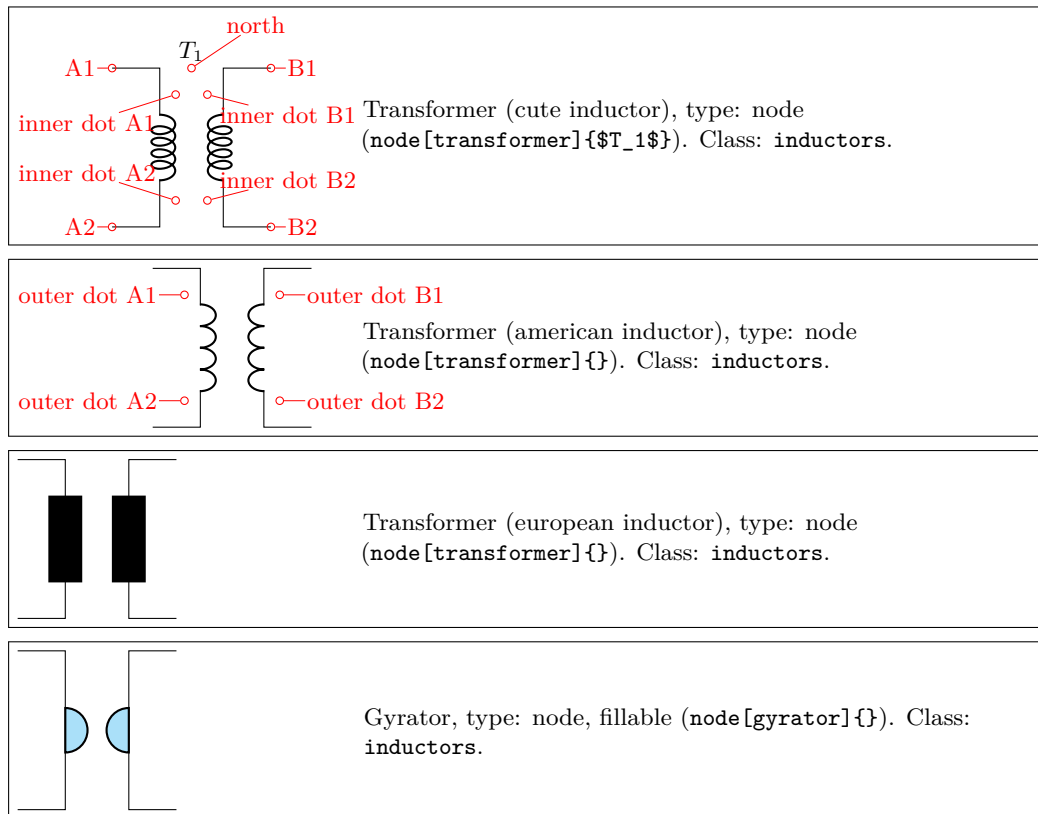 north
T₁
A1
B1
inner dot A1
inner dot B1
Transformer (cute inductor), type: node
(node[transformer]{$T_1$}). Class: inductors.
inner dot A2
inner dot B2
A2
B2
outer dot A1
outer dot B1
Transformer (american inductor), type: node
(node[transformer]{}). Class: inductors.
outer dot A2
outer dot B2
Transformer (european inductor), type: node
(node[transformer]{}). Class: inductors.
Gyrator, type: node, fillable (node[gyrator]{}). Class:
inductors.